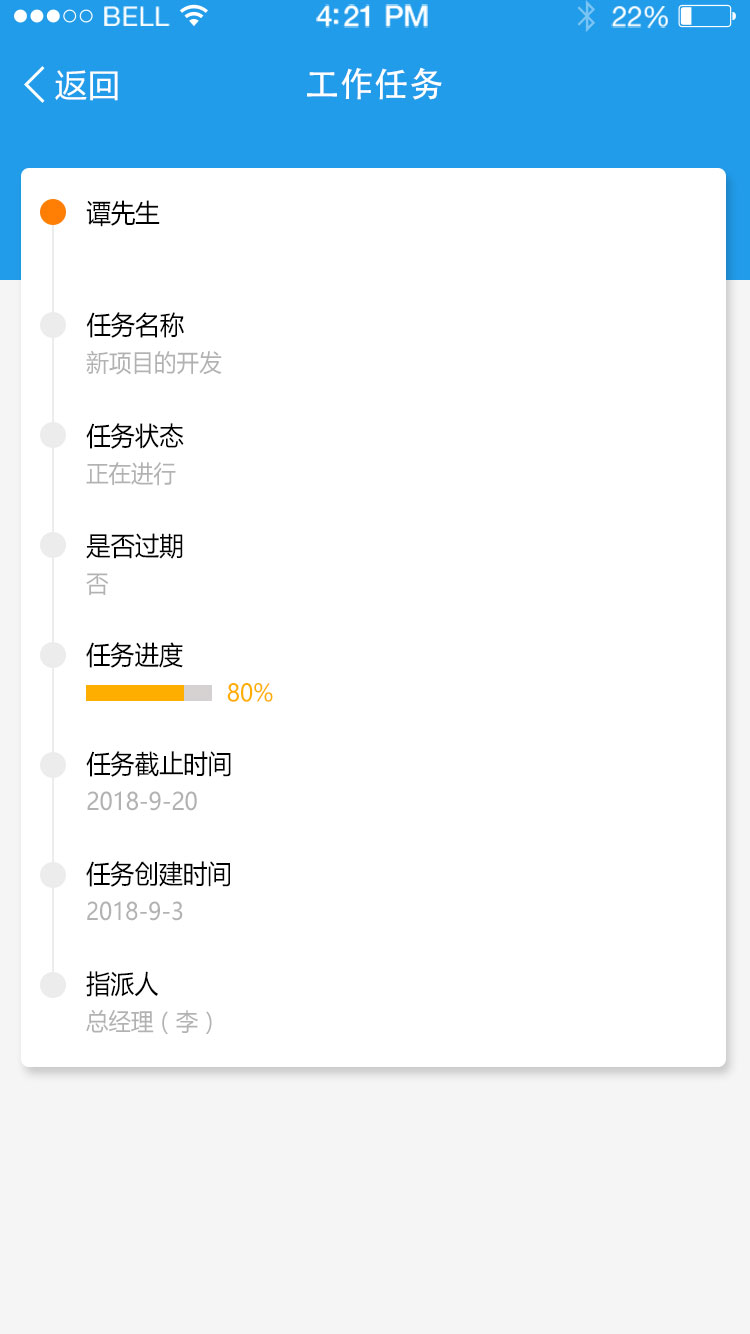 BELL 4:21 PM 22%
返回 工作任务
谭先生
任务名称
新项目的开发
任务状态
正在进行
是否过期
否
任务进度
80%
任务截止时间
2018-9-20
任务创建时间
2018-9-3
指派人
总经理（李）